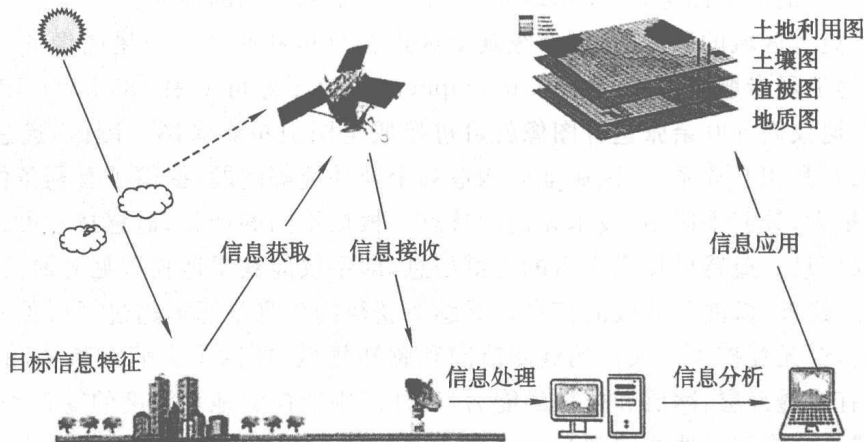 土地利用图
土壤图
植被图
地质图
信息获取
信息接收
信息应用
目标信息特征
信息处理
信息分析